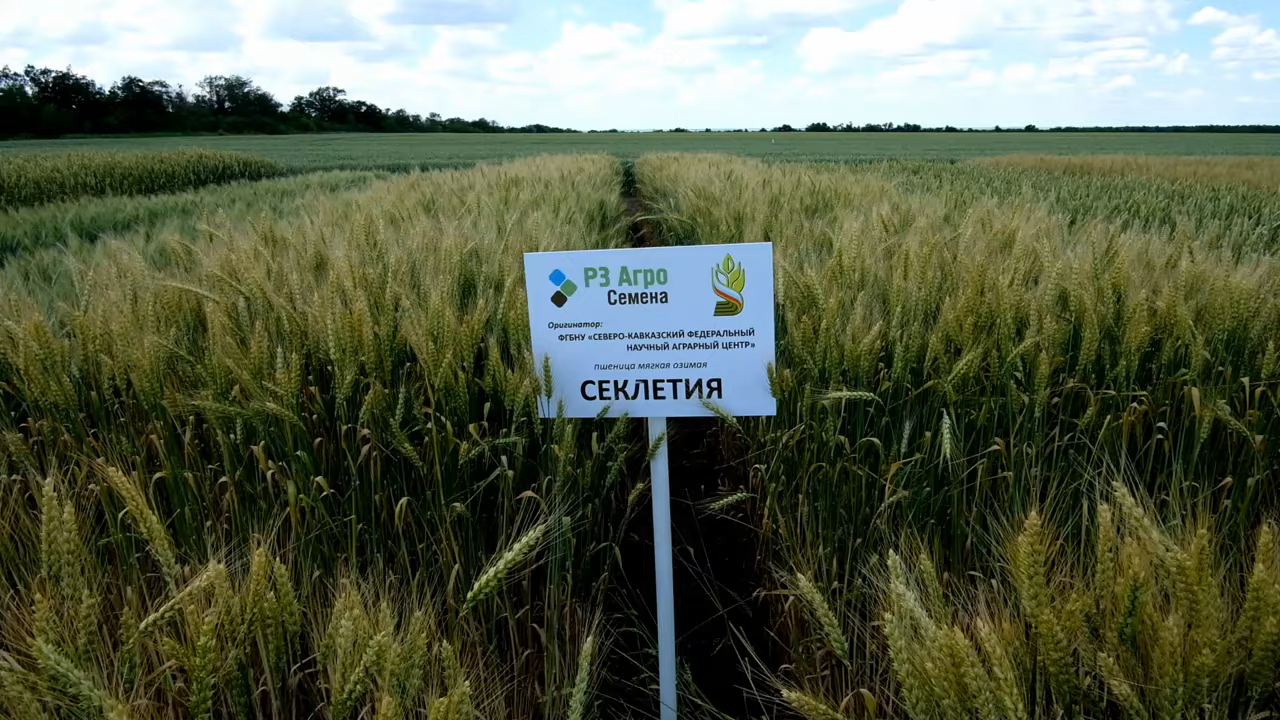 РЗ Агро
Семена
Оригинатор:
ФГБНУ «СЕВЕРО-КАВКАЗСКИЙ ФЕДЕРАЛЬНЫЙ
НАУЧНЫЙ АГРАРНЫЙ ЦЕНТР»
пшеница мягкая озимая
СЕКЛЕТИЯ